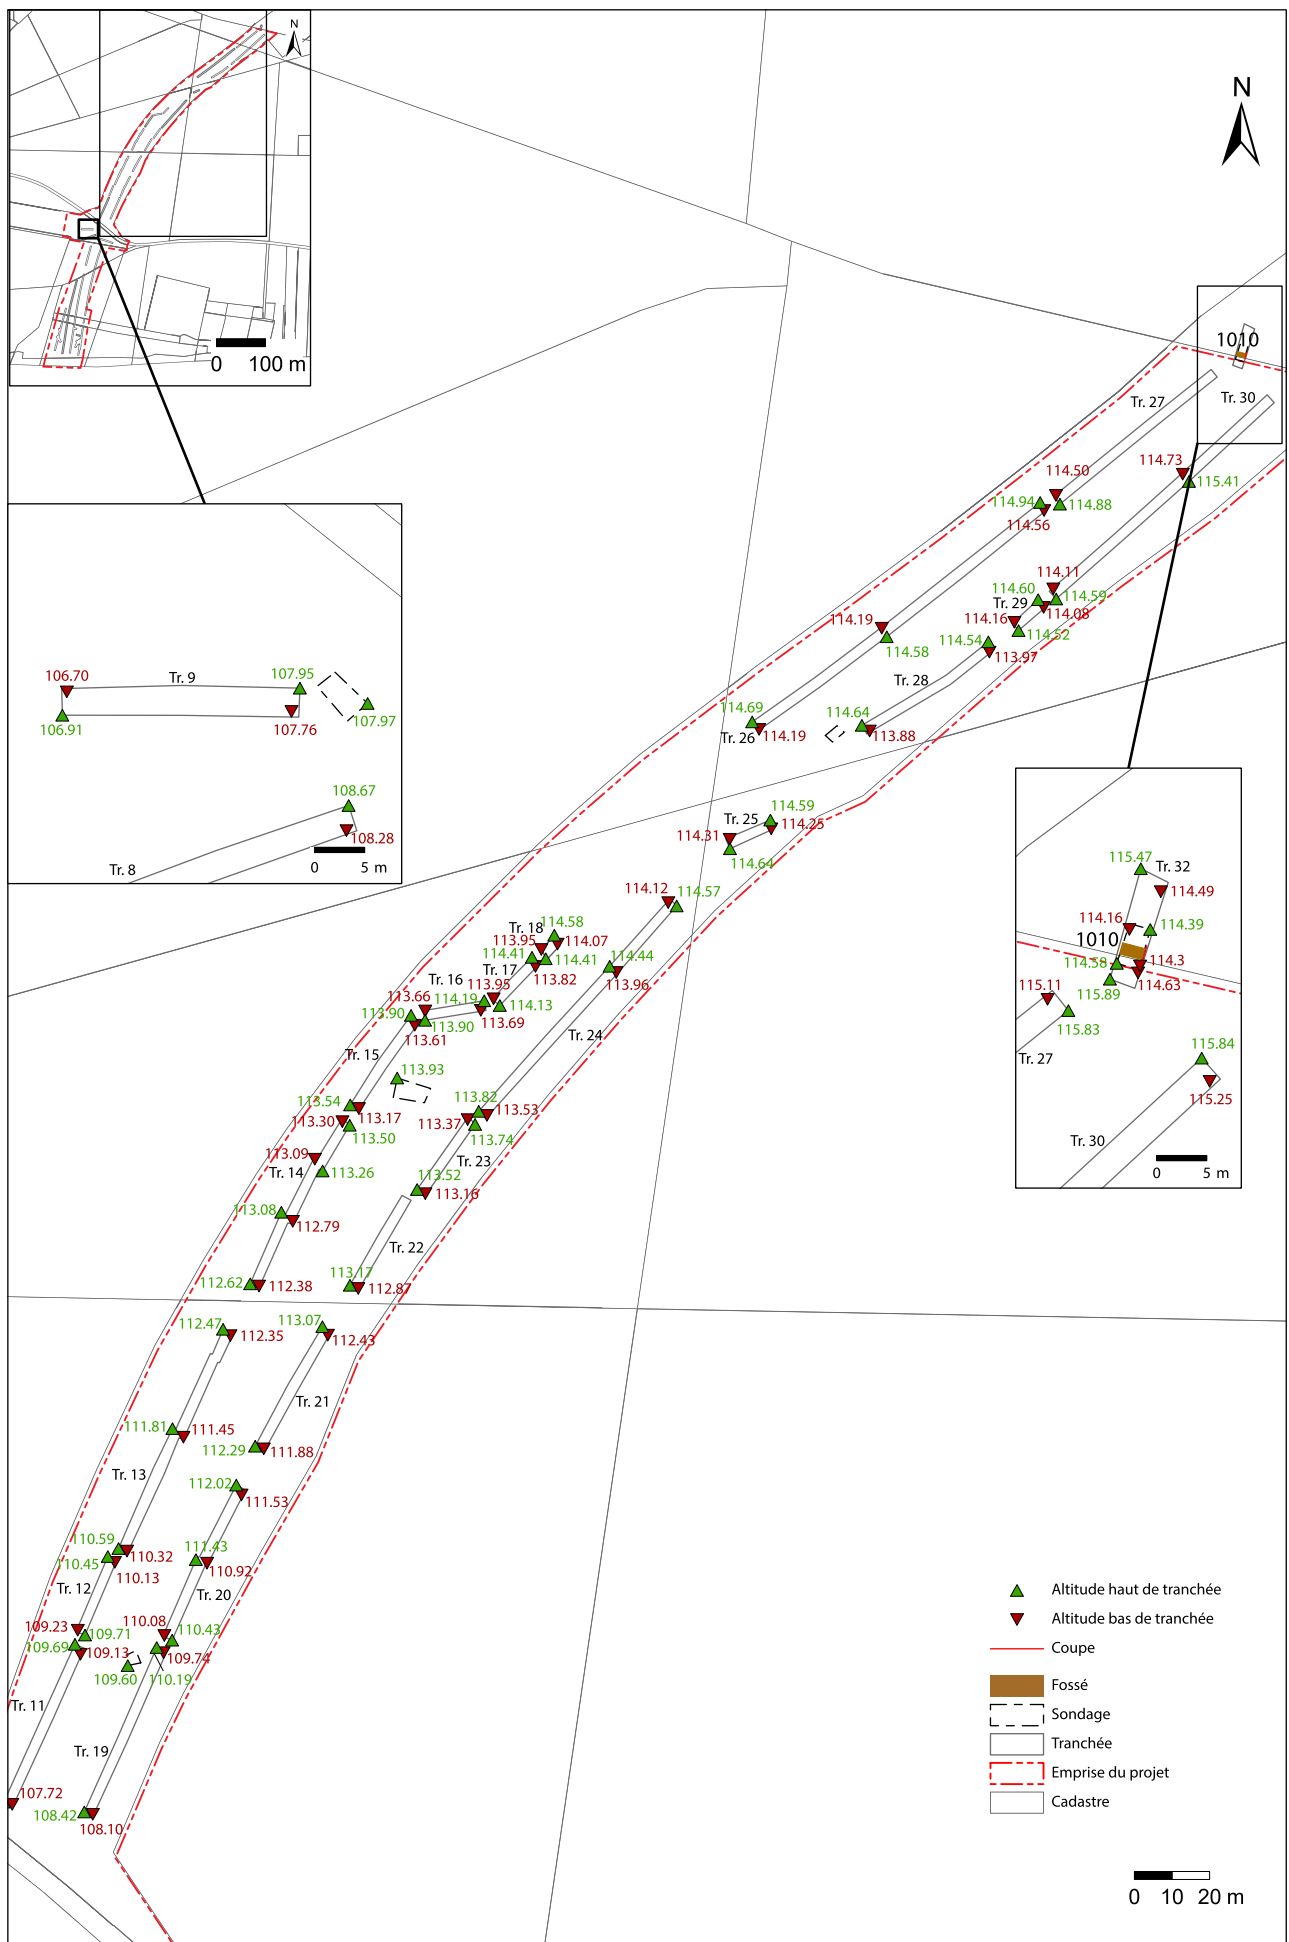 N
0 100 m
N
1010
Tr. 27
Tr. 30
114.73
115.41
114.50
114.94
114.88
114.56
114.11
114.60
114.59
Tr. 29
114.08
114.16
114.52
114.19
114.58
114.54
113.97
Tr. 28
114.69
114.64
Tr. 26
114.19
113.88
106.70
Tr. 9
107.95
106.91
107.76
107.97
108.67
108.28
Tr. 8
0 5 m
114.59
Tr. 25
114.25
114.31
114.64
115.47
Tr. 32
114.49
114.16
114.39
1010
114.58
114.3
114.63
115.89
115.11
115.83
Tr. 27
115.84
115.25
Tr. 30
0 5 m
114.12
114.57
Tr. 18
114.58
113.95
114.07
114.41
114.41
114.44
Tr. 16
Tr. 17
113.82
113.96
113.95
113.66
114.19
114.13
113.90
113.90
113.69
113.61
Tr. 24
Tr. 15
113.93
113.54
113.17
113.82
113.53
113.30
113.37
113.50
113.74
113.09
Tr. 14
113.26
Tr. 23
113.52
113.16
113.08
112.79
Tr. 22
112.62
112.38
113.17
112.87
112.47
112.35
113.07
112.43
Tr. 21
111.81
111.45
112.29
111.88
Tr. 13
112.02
111.53
110.59
110.32
110.45
110.13
111.43
110.92
Tr. 12
Tr. 20
109.23
109.71
110.08
110.43
109.69
109.13
109.74
109.60
110.19
Tr. 11
Tr. 19
107.72
108.42
108.10
Altitude haut de tranchée
Altitude bas de tranchée
Coupe
Fossé
Sondage
Tranchée
Emprise du projet
Cadastre
0 10 20 m